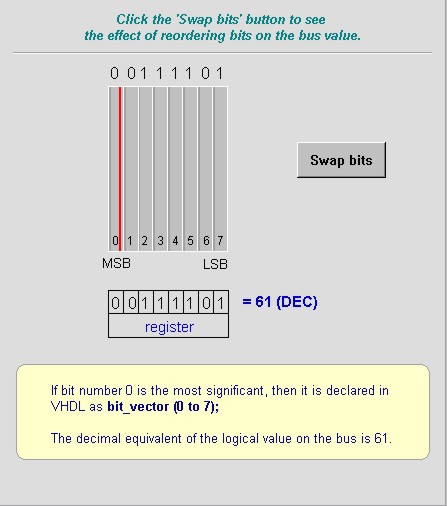 Click the 'Swap bits' button to see
the effect of reordering bits on the bus value.
0 0 1 1 1 1 0 1
Swap bits
0 1 2 3 4 5 6 7
MSB LSB
0 0 1 1 1 1 0 1 = 61 (DEC)
register
If bit number 0 is the most significant, then it is declared in
VHDL as bit_vector (0 to 7);
The decimal equivalent of the logical value on the bus is 61.